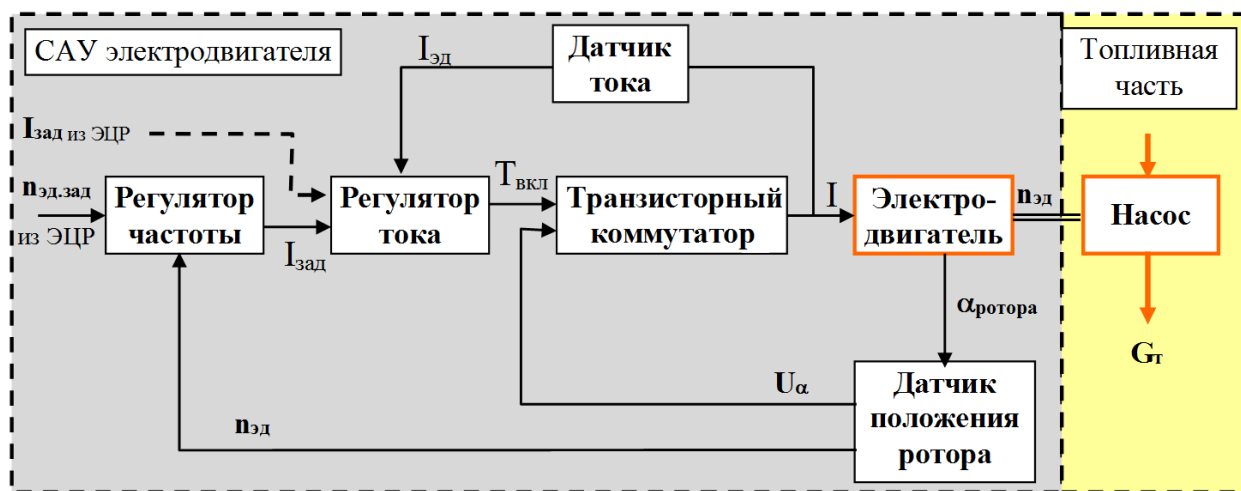 САУ электродвигателя
Iэд
Датчик
тока
Топливная
часть
Iзад из ЭЦР
nэд.зад
из ЭЦР
Регулятор
частоты
Iзад
Регулятор
тока
Tвкл
Транзисторный
коммутатор
I
Электро-
двигатель
nэд
Насос
αротора
Gт
Uα
Датчик
положения
ротора
nэд